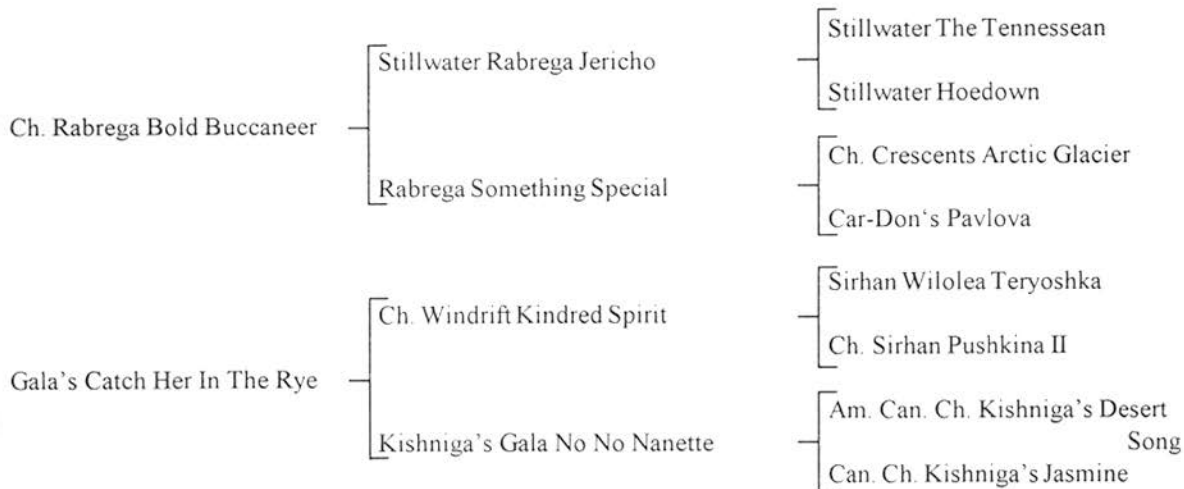 Stillwater The Tennessean
Stillwater Rabrega Jericho
Stillwater Hoedown
Ch. Rabrega Bold Buccaneer
Ch. Crescents Arctic Glacier
Rabrega Something Special
Car-Don‘s Pavlova
Sirhan Wilolea Teryoshka
Ch. Windrift Kindred Spirit
Ch. Sirhan Pushkina II
Gala’s Catch Her In The Rye
Am. Can. Ch. Kishniga’s Desert
Song
Kishniga’s Gala No No Nanette
Can. Ch. Kishniga’s Jasmine